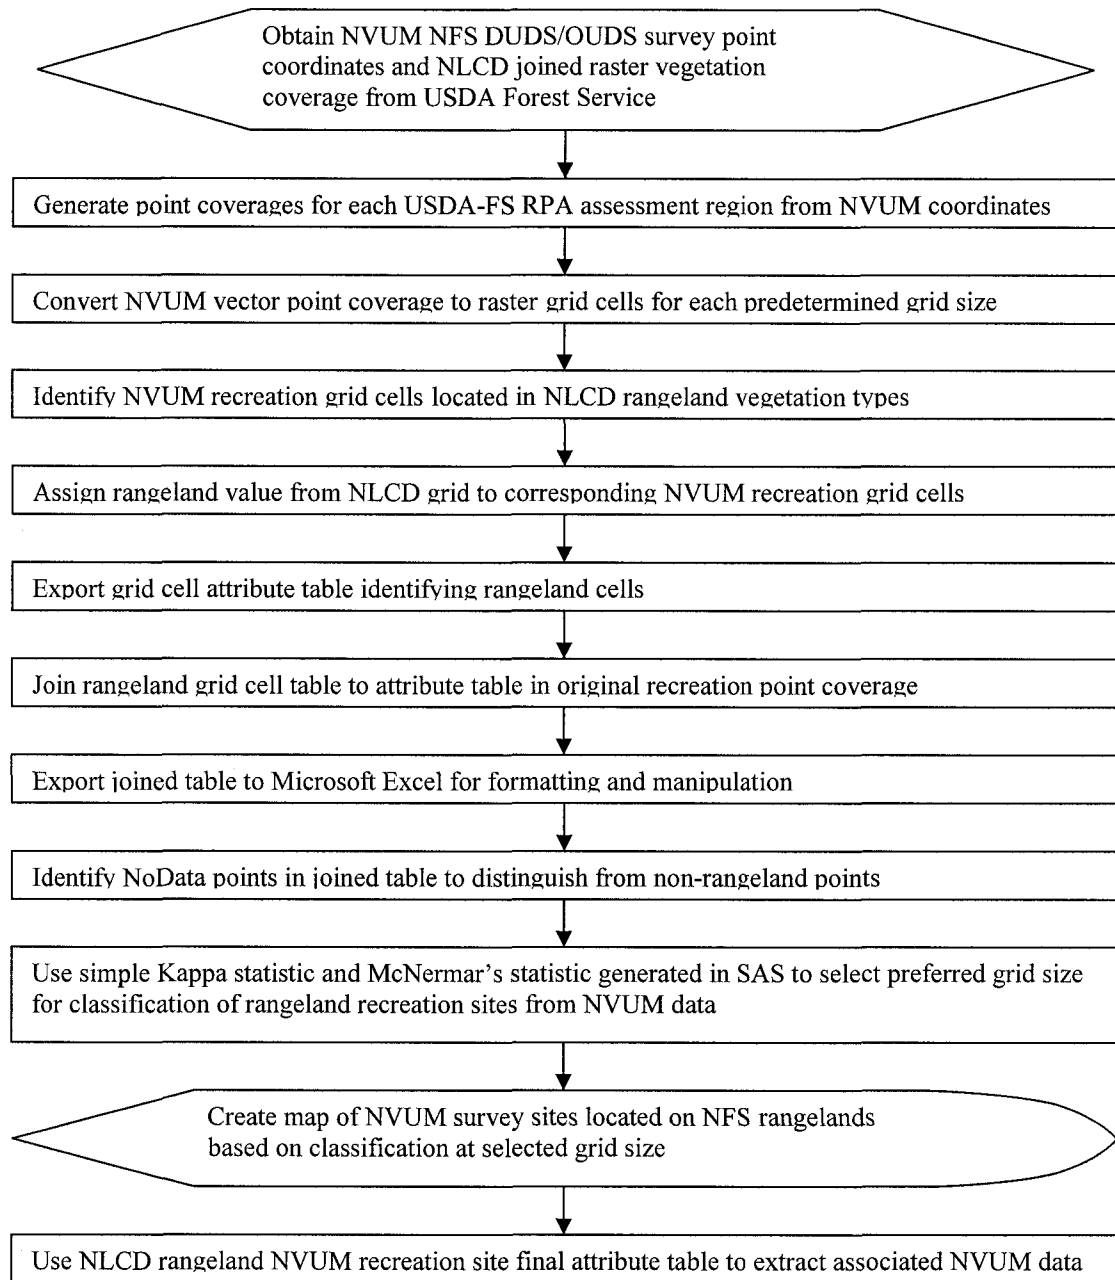 Obtain NVUM NFS DUDS/OUDS survey point
coordinates and NLCD joined raster vegetation
coverage from USDA Forest Service
Generate point coverages for each USDA-FS RPA assessment region from NVUM coordinates
Convert NVUM vector point coverage to raster grid cells for each predetermined grid size
Identify NVUM recreation grid cells located in NLCD rangeland vegetation types
Assign rangeland value from NLCD grid to corresponding NVUM recreation grid cells
Export grid cell attribute table identifying rangeland cells
Join rangeland grid cell table to attribute table in original recreation point coverage
Export joined table to Microsoft Excel for formatting and manipulation
Identify NoData points in joined table to distinguish from non-rangeland points
Use simple Kappa statistic and McNermar's statistic generated in SAS to select preferred grid size
for classification of rangeland recreation sites from NVUM data
Create map of NVUM survey sites located on NFS rangelands
based on classification at selected grid size
Use NLCD rangeland NVUM recreation site final attribute table to extract associated NVUM data